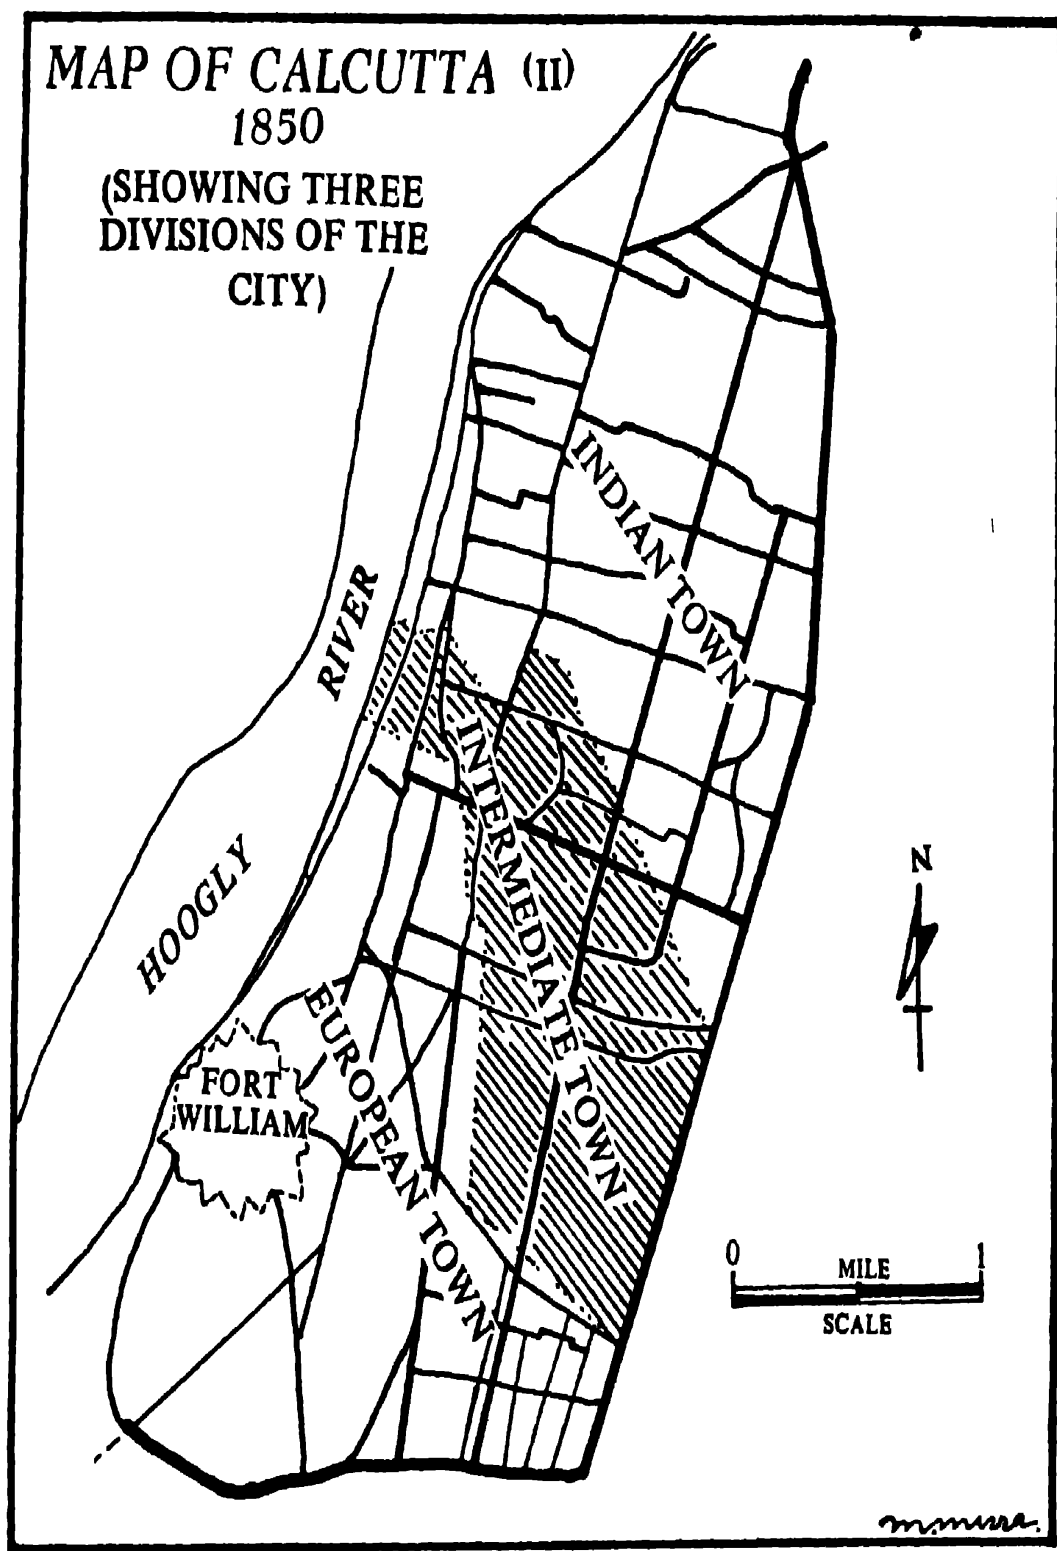 MAP OF CALCUTTA (II)
1850
(SHOWING THREE
DIVISIONS OF THE
CITY)
INDIAN TOWN
RIVER
INTERMEDIATE TOWN
HOOGLY
N
EUROPEAN TOWN
FORT
WILLIAM
0 1
MILE
SCALE